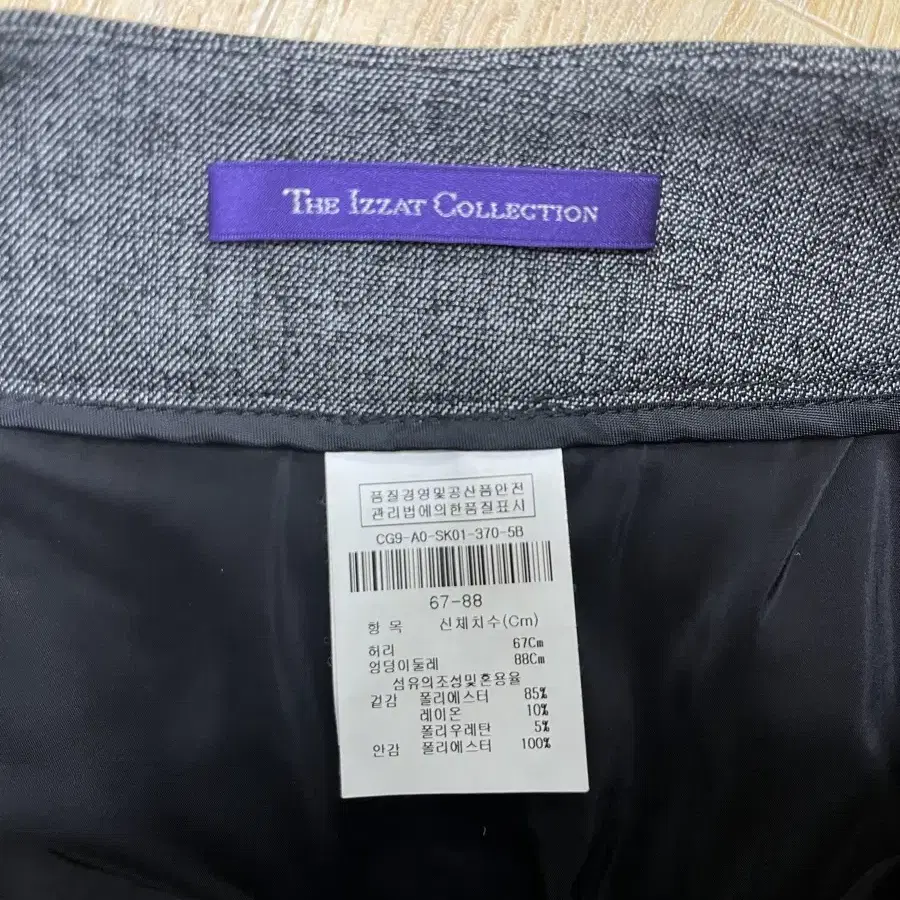 THE IZZAT COLLECTION
품질경영및공산품안전
관리법에의한품질표시
CG9-A0-SK01-370-5B
67-88
항 목 신체치수(Cm)
허리 67Cm
엉덩이둘레 88Cm
섬유의조성및혼용율
겉감 폴리에스터 85%
레이온 10%
폴리우레탄 5%
안감 폴리에스터 100%